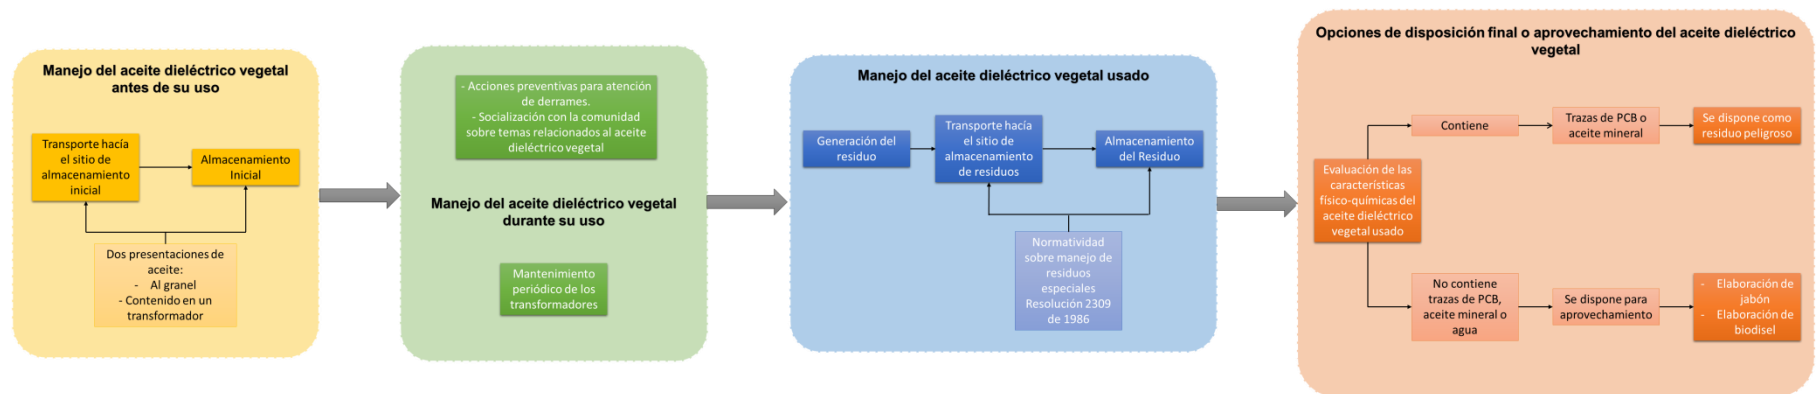 Manejo del aceite dieléctrico vegetal
antes de su uso
Transporte hacía
el sitio de
almacenamiento
inicial
Almacenamiento
Inicial
Dos presentaciones de
aceite:
- Al granel
- Contenido en un
transformador
- Acciones preventivas para atención
de derrames.
- Socialización con la comunidad
sobre temas relacionados al aceite
dieléctrico vegetal
Manejo del aceite dieléctrico vegetal
durante su uso
Mantenimiento
periódico de los
transformadores
Manejo del aceite dieléctrico vegetal usado
Generación del
residuo
Transporte hacía
el sitio de
almacenamiento
de residuos
Almacenamiento
del Residuo
Normatividad
sobre manejo de
residuos
especiales
Resolución 2309
de 1986
Opciones de disposición final o aprovechamiento del aceite dieléctrico
vegetal
Evaluación de las
características
físico-químicas del
aceite dieléctrico
vegetal usado
Contiene
Trazas de PCB o
aceite mineral
Se dispone como
residuo peligroso
No contiene
trazas de PCB,
aceite mineral o
agua
Se dispone para
aprovechamiento
- Elaboración de
jabón
- Elaboración de
biodisel